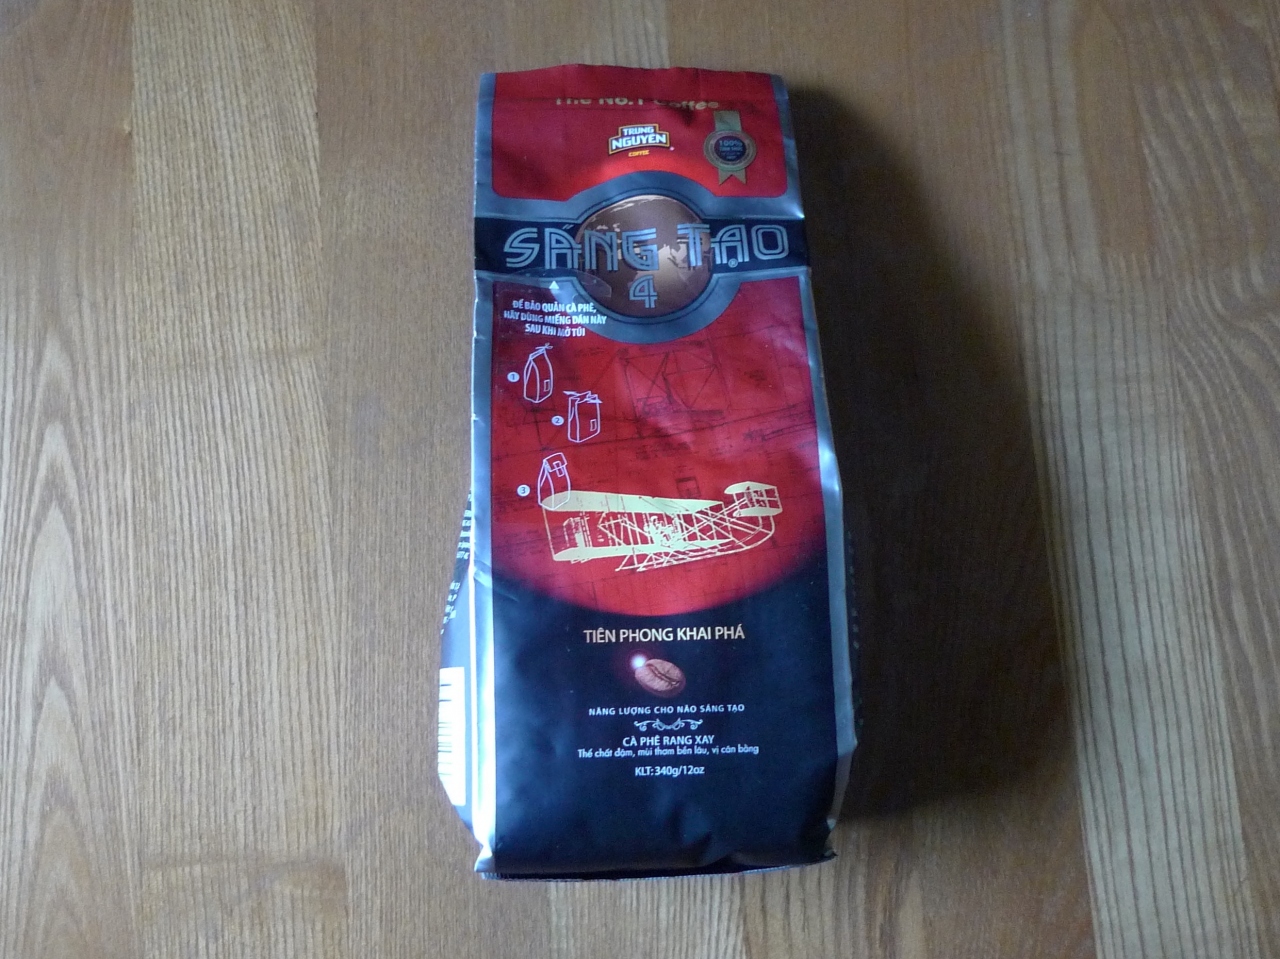 The No.1 Coffee
TRUNG
NGUYÊN
COFFEE
100%
SÁNG TẠO
4
ĐỂ BẢO QUẢN CÀ PHÊ,
HÃY DÙNG MIẾNG DÁN NÀY
SAU KHI MỞ TÚI
1
2
3
TIÊN PHONG KHAI PHÁ
NĂNG LƯỢNG CHO NÃO SÁNG TẠO
CÀ PHÊ RANG XAY
Thể chất đậm, mùi thơm bền lâu, vị cân bằng
KLT: 340g/12oz